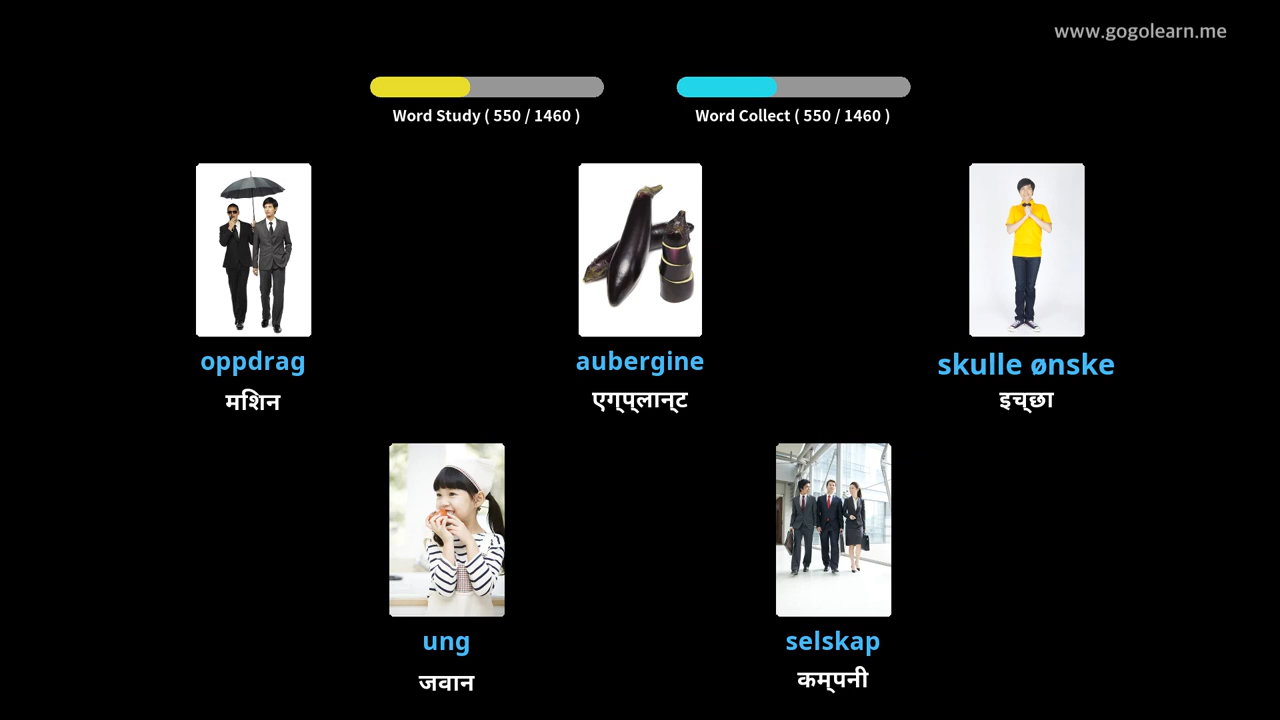 www.gogolearn.me
Word Study ( 550 / 1460 )
Word Collect ( 550 / 1460 )
oppdrag
मशिन
aubergine
एग्‌प्लान्‌ट
skulle ønske
इच्‌छा
ung
जवान
selskap
कम्‌पनी